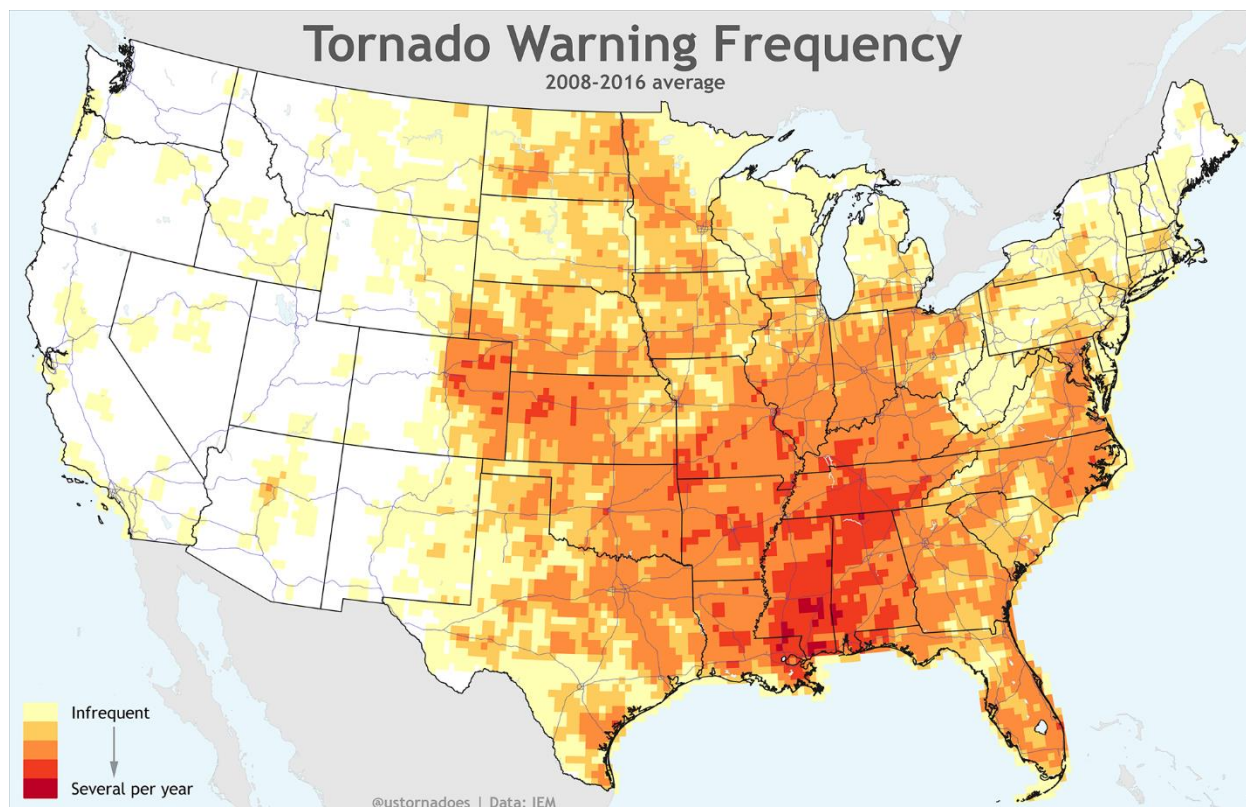 Tornado Warning Frequency
2008-2016 average
Infrequent
Several per year
@ustornadoes | Data: IEM